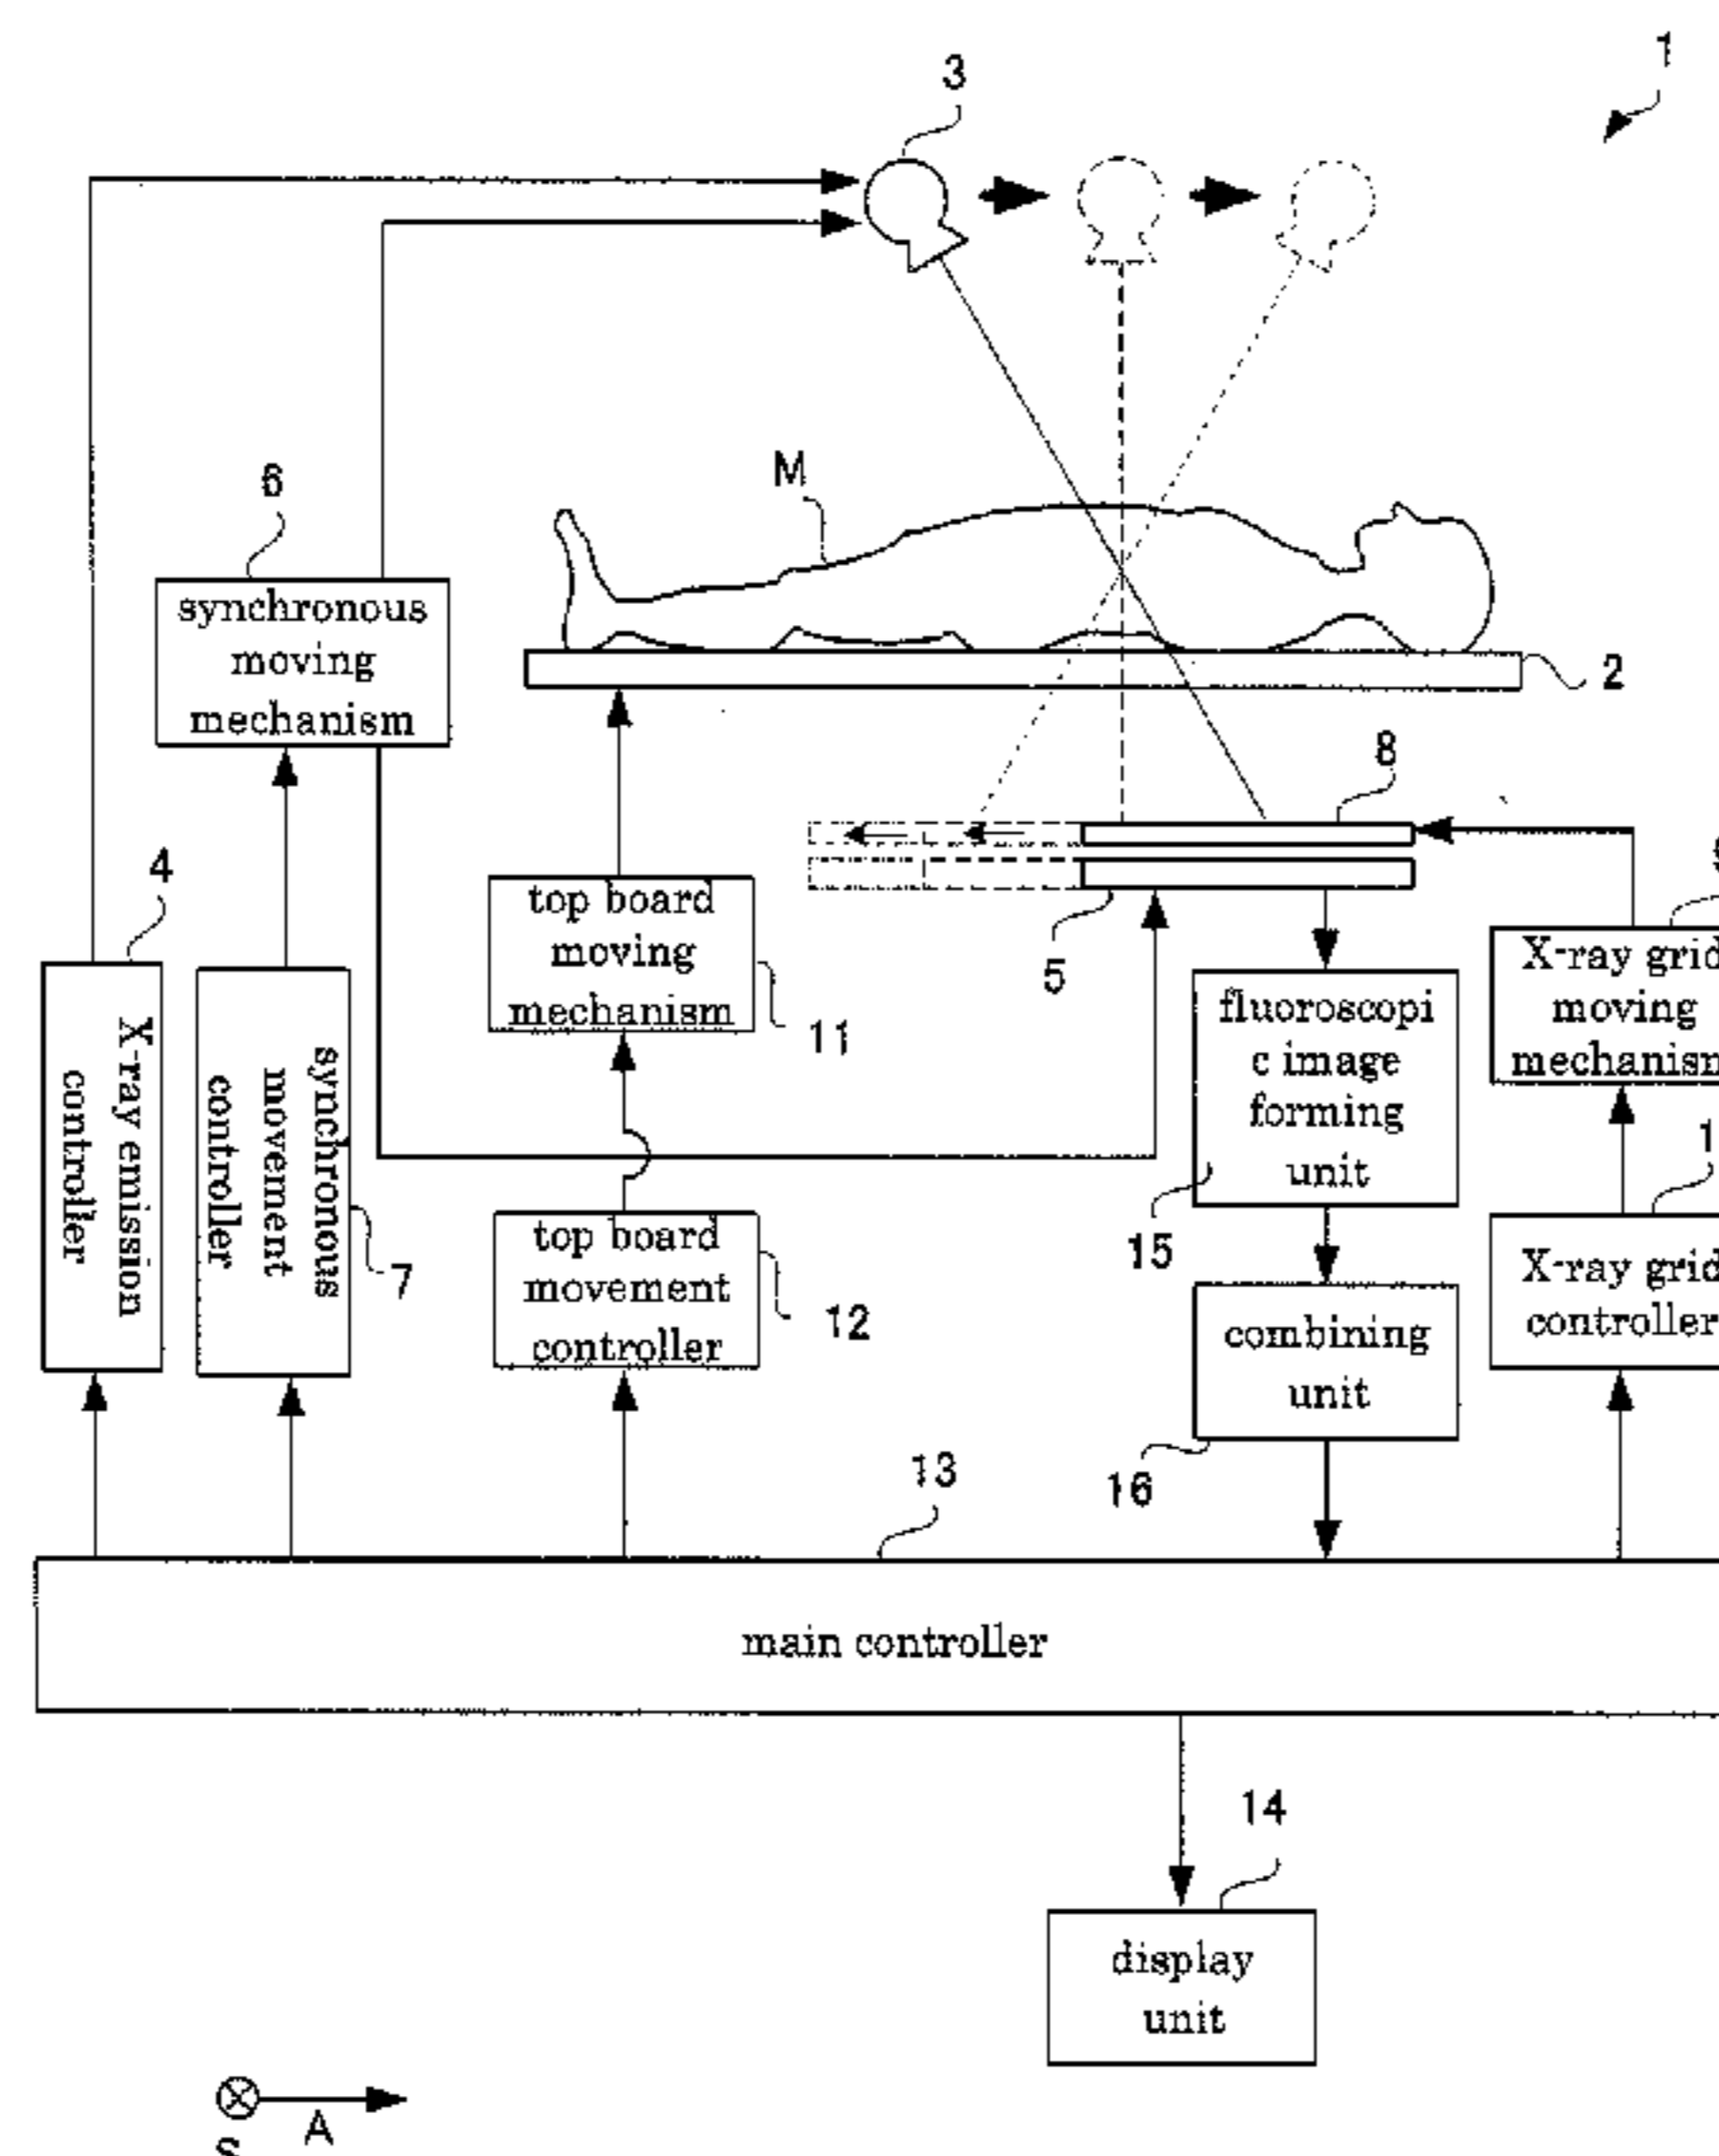 1
3
M
6
synchronous
moving
mechanism
2
8
4
top board
moving
mechanism
11
5
X-ray grid
moving
mechanism
fluoroscopi
c image
forming
unit
15
X-ray emission
controller
synchronous
movement
controller
7
top board
movement
controller
12
combining
unit
16
1
X-ray grid
controller
13
main controller
14
display
unit
A
S